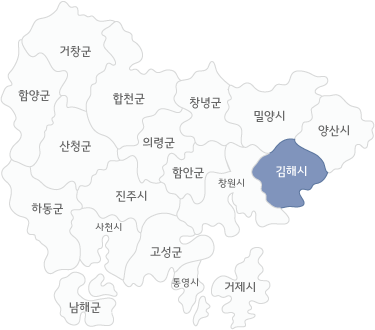 거창군
함양군
합천군
창녕군
밀양시
양산시
산청군
의령군
함안군
창원시
김해시
진주시
하동군
사천시
고성군
통영시
거제시
남해군